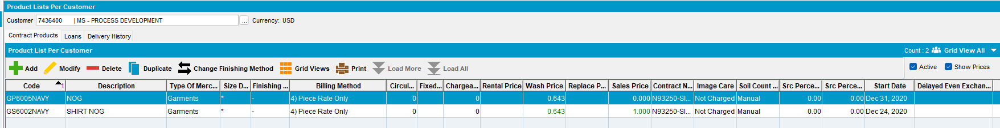 Product Lists Per Customer
Customer 7436400 | MS - PROCESS DEVELOPMENT ... Currency: USD
Contract Products Loans Delivery History
Product List Per Customer Count : 2 Grid View All
Add Modify Delete Duplicate Change Finishing Method Grid Views Print Load More Load All Active Show Prices
Code 1 Description Type Of Merc... Size D... Finishing ... Billing Method Circul... Fixed... Chargea... Rental Price Wash Price Replace P... Sales Price Contract N... Image Care Soil Count ... Src Perce... Src Perce... Start Date Delayed Even Exchan...
GP6005NAVY NOG Garments * - 4) Piece Rate Only 0 0 0.643 0.000 N93250-SI... Not Charged Manual 0.00 0.00 Dec 31, 2020
GS6002NAVY SHIRT NOG Garments * - 4) Piece Rate Only 0 0 0.643 1.000 N93250-SI... Not Charged Manual 0.00 0.00 Dec 24, 2020